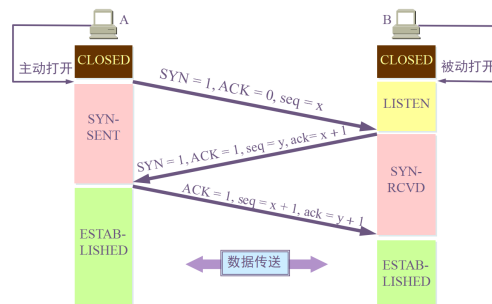 A
B
主动打开
CLOSED
CLOSED
被动打开
SYN = 1, ACK = 0, seq = x
LISTEN
SYN-
SENT
SYN = 1, ACK = 1, seq = y, ack= x + 1
SYN-
RCVD
ACK = 1, seq = x + 1, ack = y + 1
ESTAB-
LISHED
数据传送
ESTAB-
LISHED